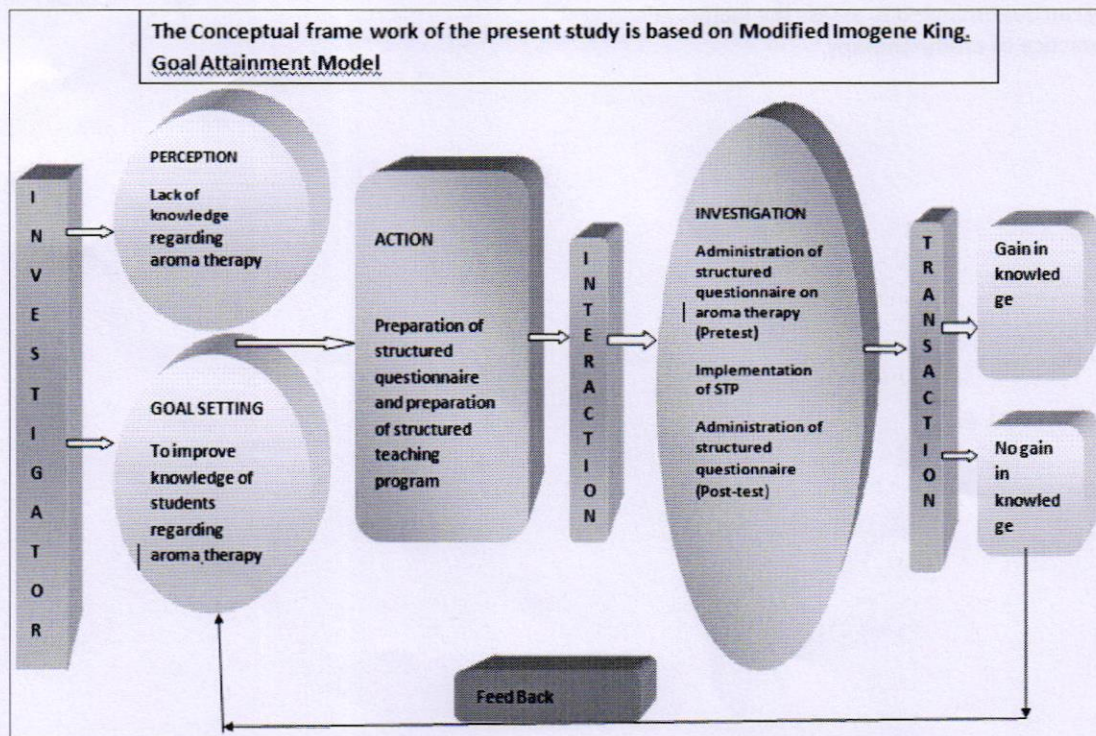 The Conceptual frame work of the present study is based on Modified Imogene King.
Goal Attainment Model
INVESTIGATOR
PERCEPTION
Lack of
knowledge
regarding
aroma therapy
GOAL SETTING
To improve
knowledge of
students
regarding
aroma therapy
ACTION
Preparation of
structured
questionnaire
and preparation
of structured
teaching
program
INTERACTION
INVESTIGATION
Administration of
structured
questionnaire on
aroma therapy
(Pretest)
Implementation
of STP
Administration of
structured
questionnaire
(Post-test)
TRANSACTION
Gain in
knowled
ge
No gain
in
knowled
ge
Feed Back